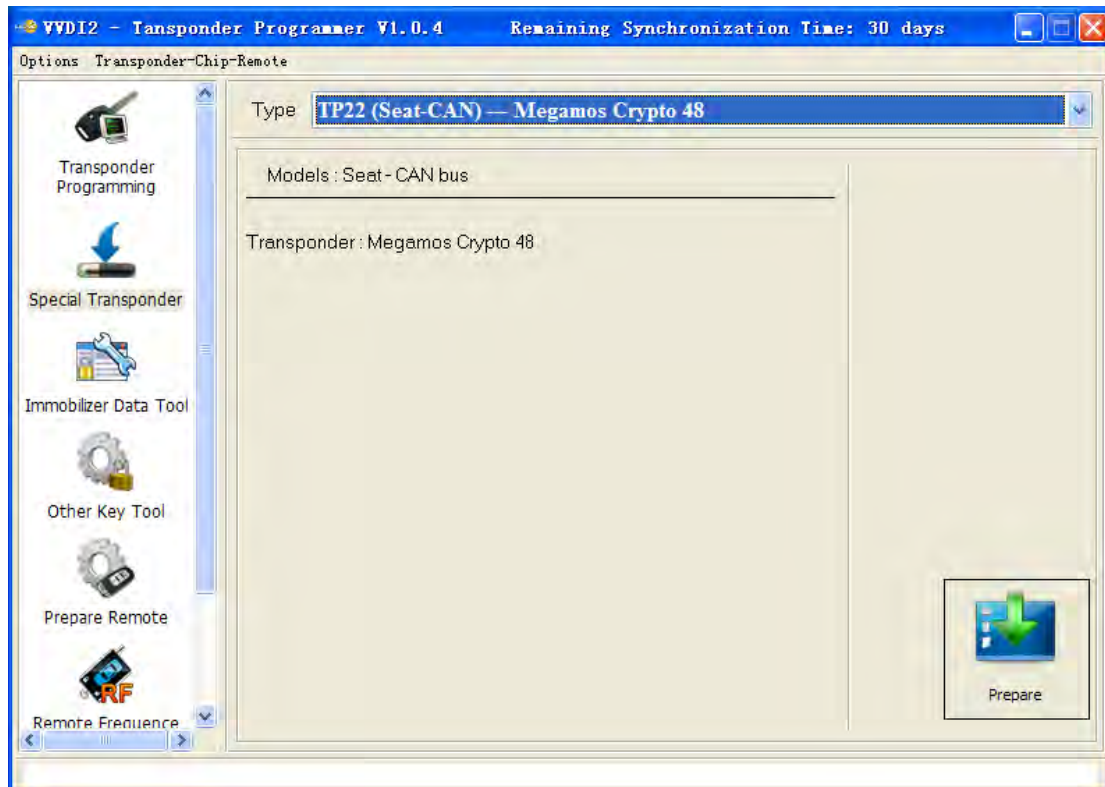 VVDI2 - Tansponder Programmer V1.0.4 Remaining Synchronization Time: 30 days
Options Transponder-Chip-Remote
Transponder
Programming
Special Transponder
Immobilizer Data Tool
Other Key Tool
Prepare Remote
RF
Remote Frequence
Type TP22 (Seat-CAN) — Megamos Crypto 48
Models : Seat - CAN bus
Transponder : Megamos Crypto 48
Prepare